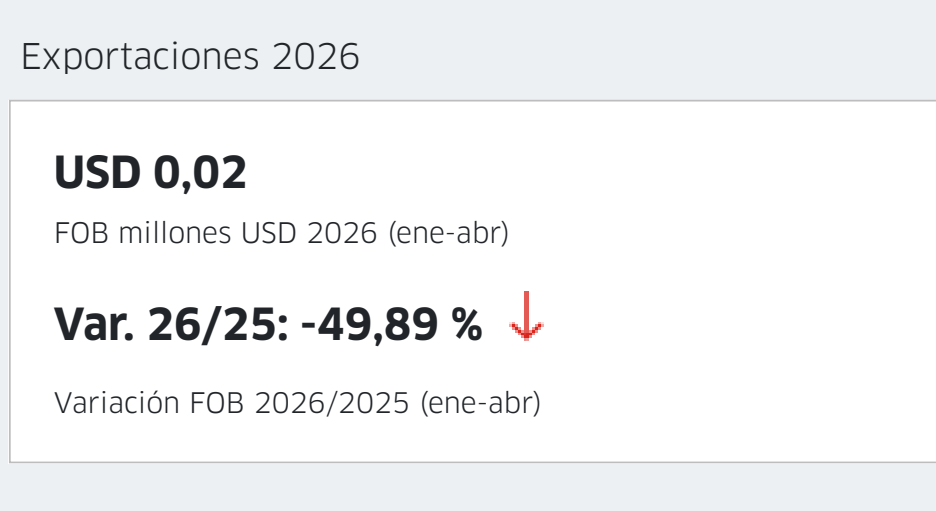 Exportaciones 2026
USD 0,02
FOB millones USD 2026 (ene-abr)
Var. 26/25: -49,89 %
Variación FOB 2026/2025 (ene-abr)